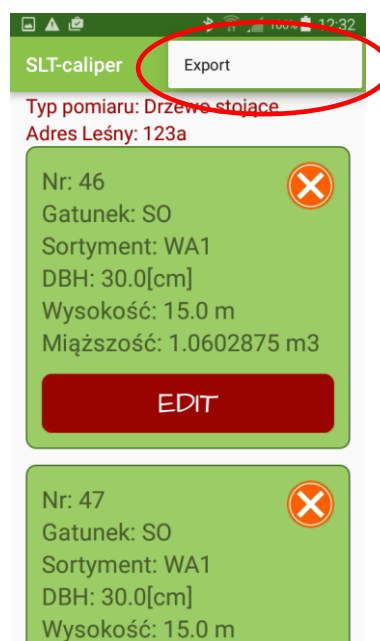 100% 12:32
SLT-caliper
Export
Typ pomiaru: Drzewo stojące
Adres Leśny: 123a
Nr: 46
Gatunek: SO
Sortyment: WA1
DBH: 30.0[cm]
Wysokość: 15.0 m
Miąższość: 1.0602875 m3
EDIT
Nr: 47
Gatunek: SO
Sortyment: WA1
DBH: 30.0[cm]
Wysokość: 15.0 m